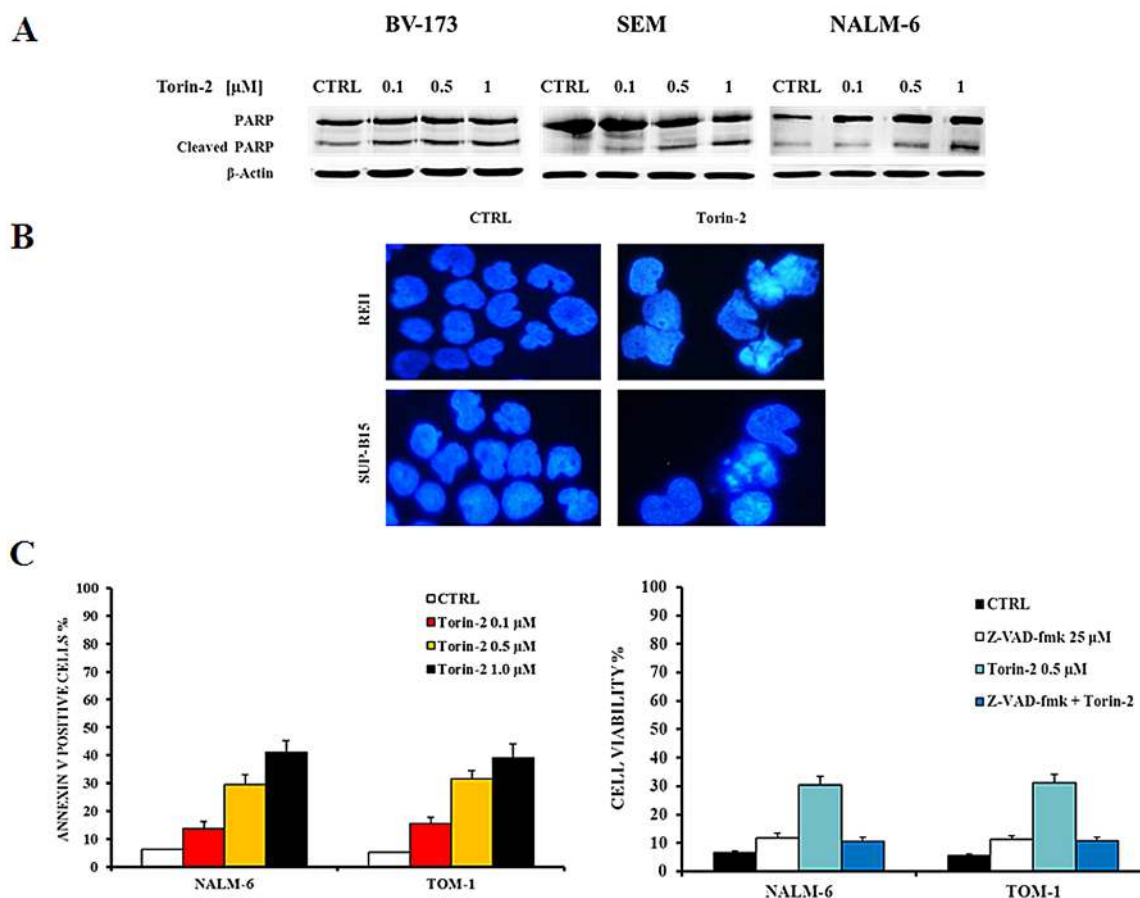 A
BV-173 SEM NALM-6
Torin-2 [µM] CTRL 0.1 0.5 1 CTRL 0.1 0.5 1 CTRL 0.1 0.5 1
PARP
Cleaved PARP
β-Actin
B
CTRL Torin-2
REH
SUP-B15
C
ANNEXIN V POSITIVE CELLS %
100
90
80
70
60
50
40
30
20
10
0
CTRL
Torin-2 0.1 µM
Torin-2 0.5 µM
Torin-2 1.0 µM
NALM-6 TOM-1
CELL VIABILITY %
100
90
80
70
60
50
40
30
20
10
0
CTRL
Z-VAD-fmk 25 µM
Torin-2 0.5 µM
Z-VAD-fmk + Torin-2
NALM-6 TOM-1